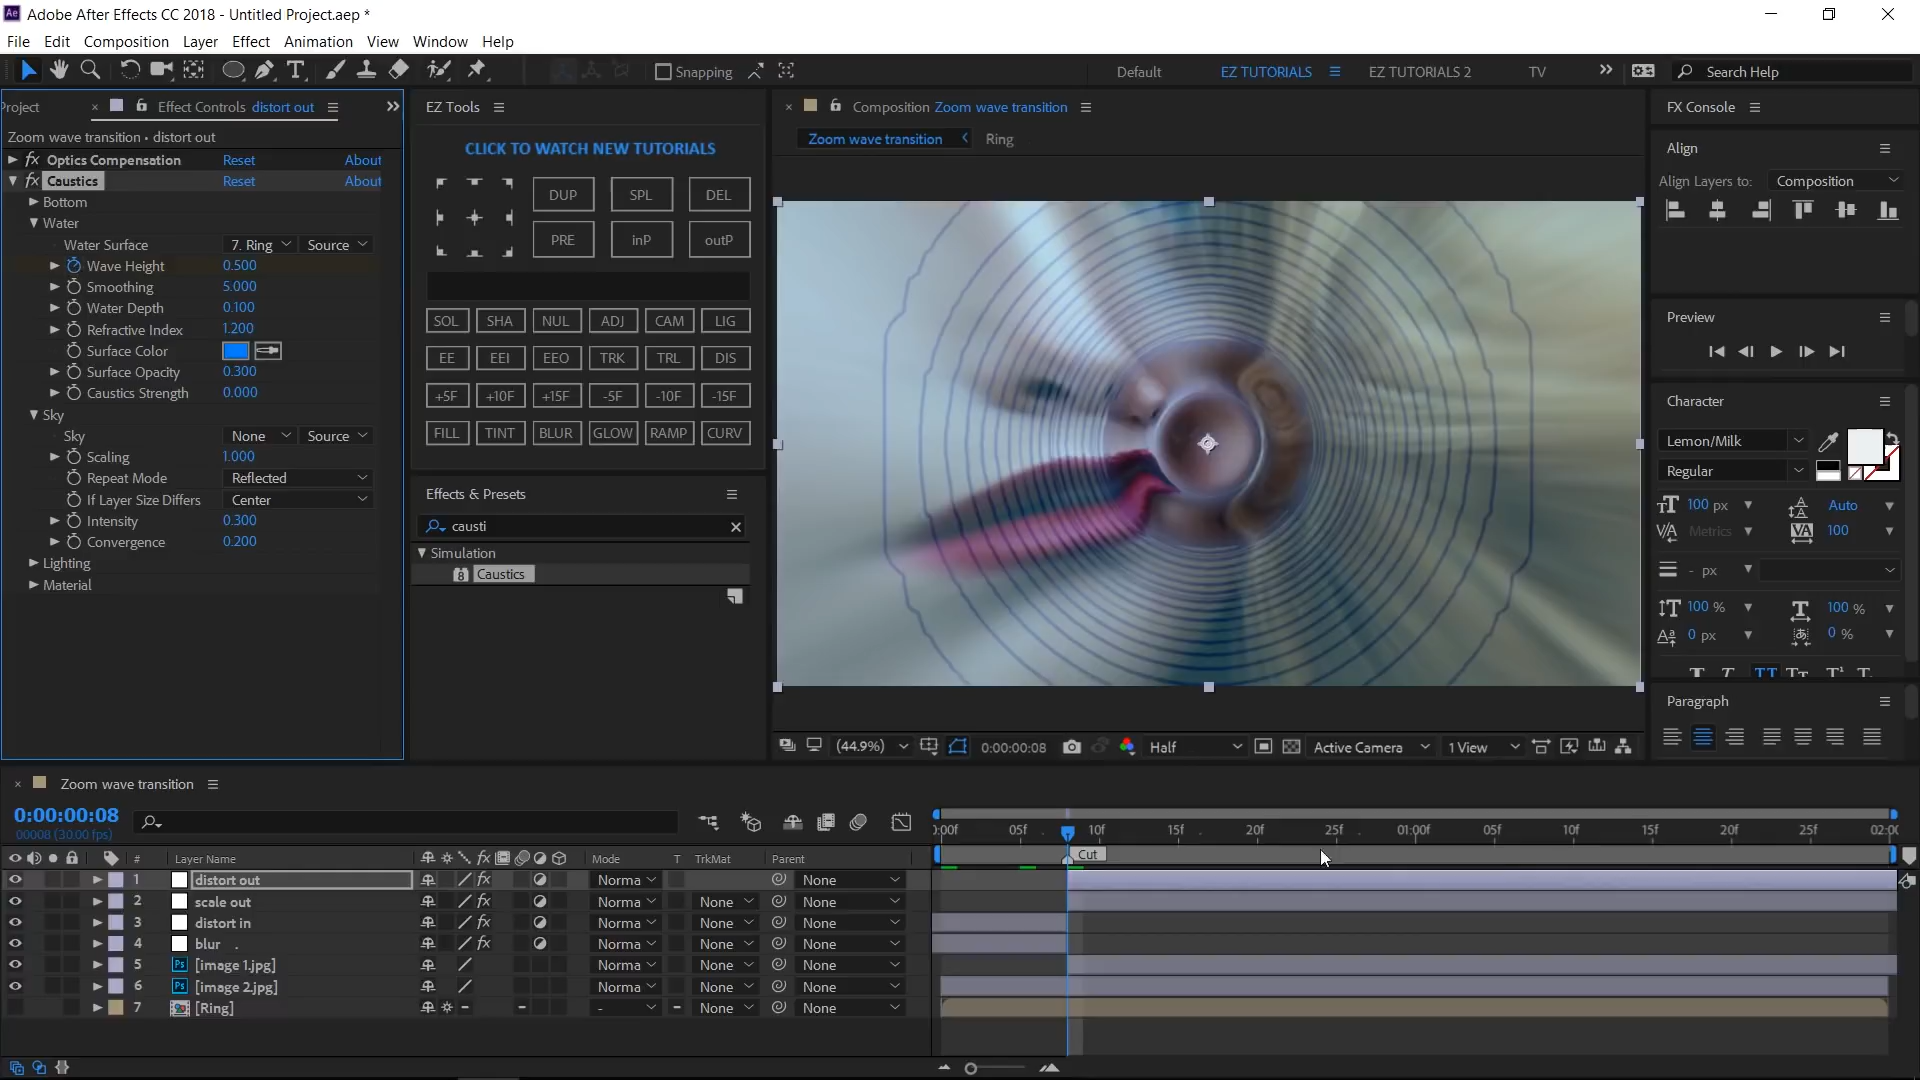 Adobe After Effects CC 2018 - Untitled Project.aep *
File Edit Composition Layer Effect Animation View Window Help
Snapping Default EZ TUTORIALS EZ TUTORIALS 2 TV Search Help
Project × Effect Controls distort out
Zoom wave transition • distort out
fx Optics Compensation Reset About
fx Caustics Reset About
Bottom
Water
Water Surface 7. Ring Source
Wave Height 0.500
Smoothing 5.000
Water Depth 0.100
Refractive Index 1.200
Surface Color
Surface Opacity 0.300
Caustics Strength 0.000
Sky
Sky None Source
Scaling 1.000
Repeat Mode Reflected
If Layer Size Differs Center
Intensity 0.300
Convergence 0.200
Lighting
Material
EZ Tools
CLICK TO WATCH NEW TUTORIALS
DUP SPL DEL
PRE inP outP
SOL SHA NUL ADJ CAM LIG
EE EEI EEO TRK TRL DIS
+5F +10F +15F -5F -10F -15F
FILL TINT BLUR GLOW RAMP CURV
Effects & Presets
causti ×
Simulation
8 Caustics
× Composition Zoom wave transition
Zoom wave transition Ring
(44.9%) 0:00:00:08 Half Active Camera 1 View
FX Console
Align
Align Layers to: Composition
Preview
Character
Lemon/Milk
Regular
100 px Auto
Metrics 100
- px
100 % 100 %
0 px 0 %
Paragraph
× Zoom wave transition
0:00:00:08
00008 (30.00 fps)
# Layer Name fx Mode T TrkMat Parent
1 distort out fx Norma None
2 scale out fx Norma None None
3 distort in fx Norma None None
4 blur . fx Norma None None
5 Ps [image 1.jpg] Norma None None
6 Ps [image 2.jpg] Norma None None
7 [Ring] - None None
0:00f 05f 10f 15f 20f 25f 01:00f 05f 10f 15f 20f 25f 02:00
Cut